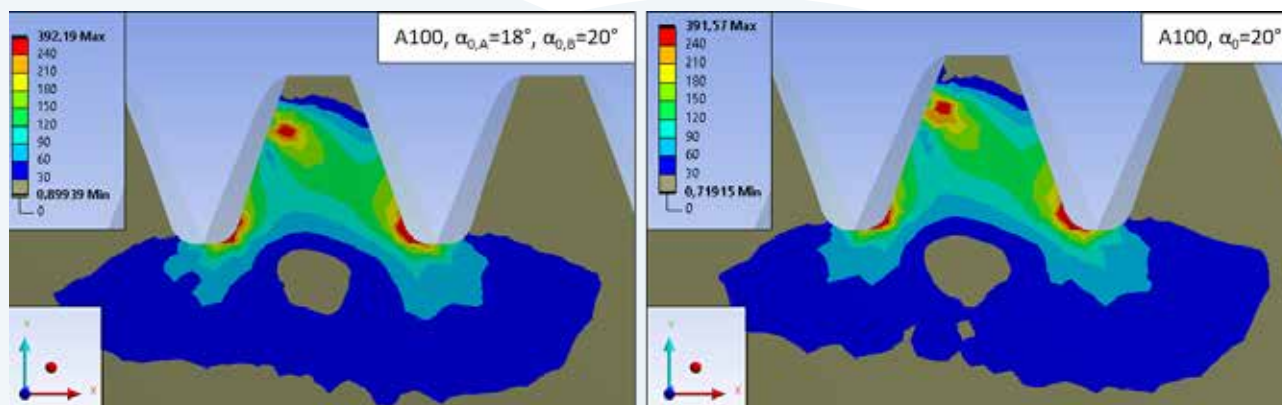 392,19 Max
240
210
180
150
120
90
60
30
0,89939 Min
0
A100, α0,A=18°, α0,B=20°
Y
X
391,57 Max
240
210
180
150
120
90
60
30
0,71915 Min
0
A100, α0=20°
Y
X